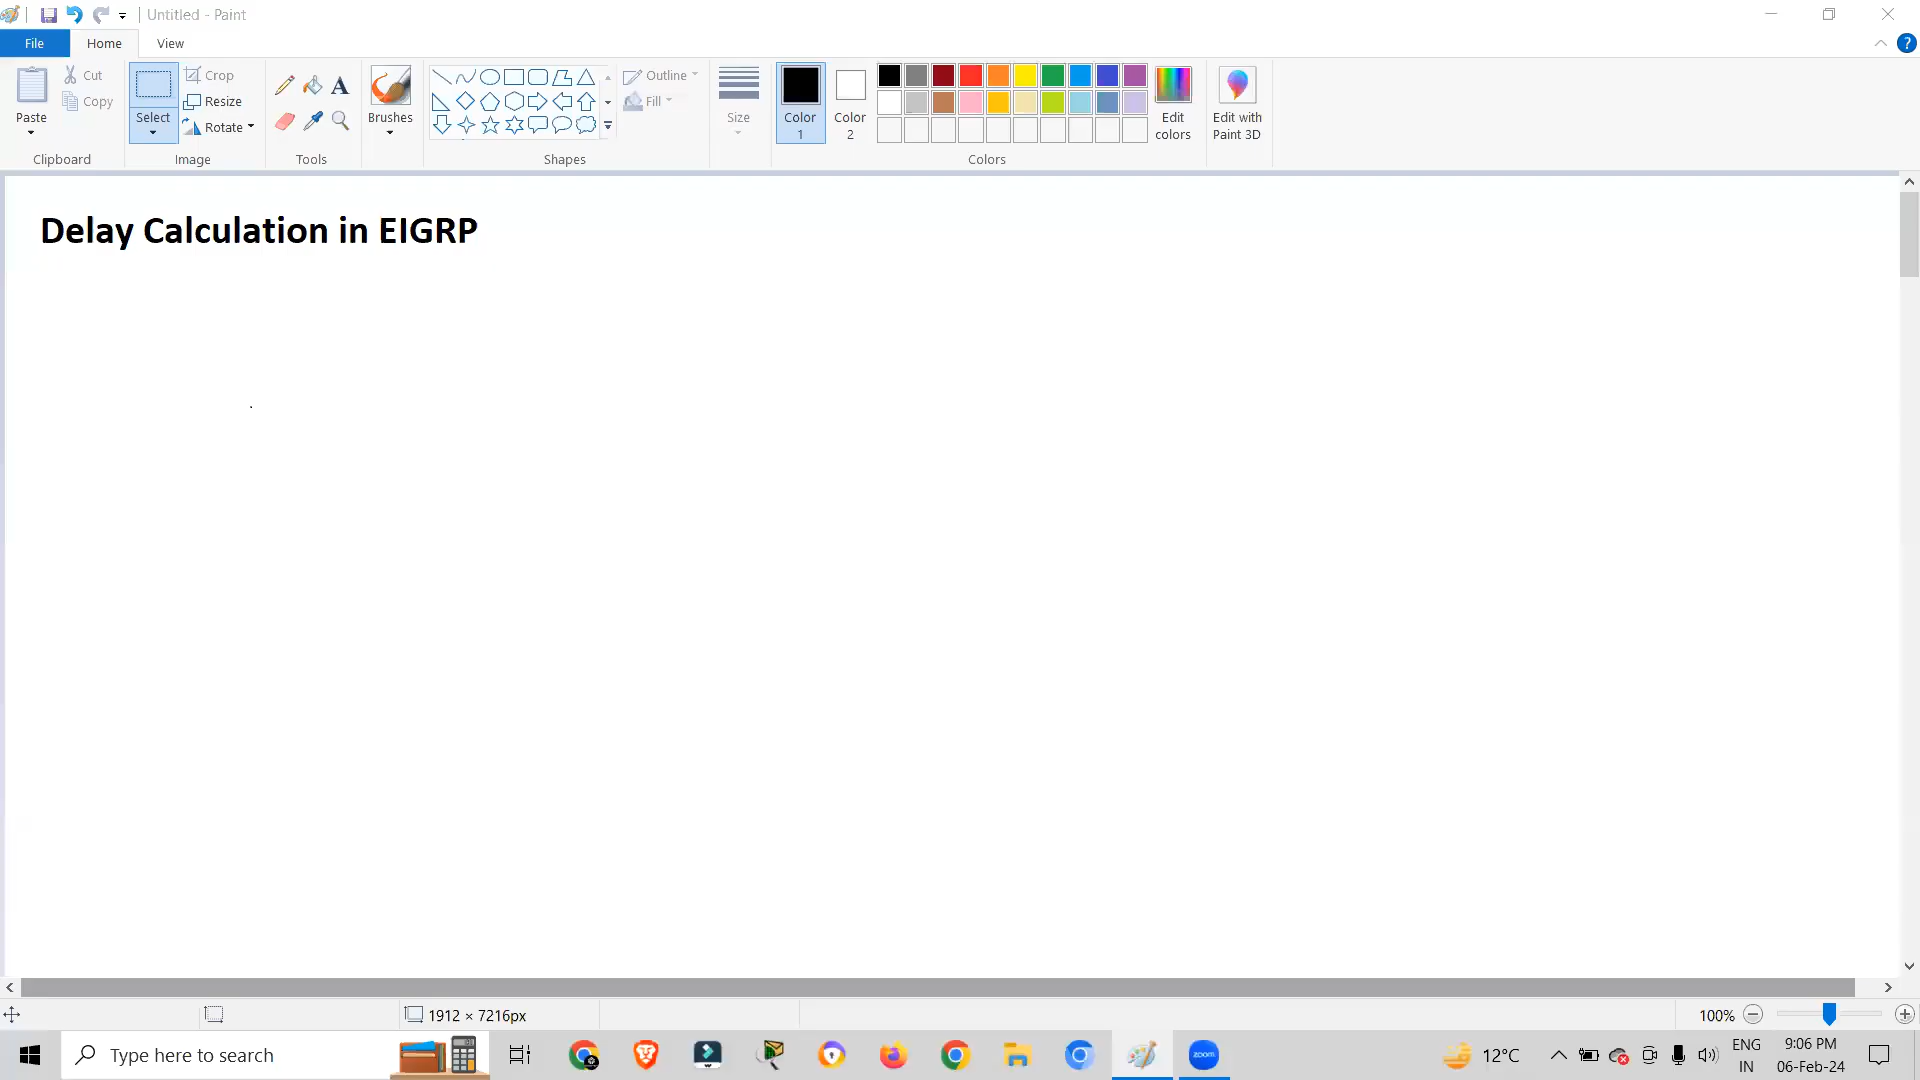 Untitled - Paint
File Home View
Paste
Cut
Copy
Clipboard
Select
Crop
Resize
Rotate
Image
Tools
Brushes
Shapes
Outline
Fill
Size
Color 1
Color 2
Colors
Edit colors
Edit with Paint 3D
Delay Calculation in EIGRP
1912 × 7216px
100%
Type here to search
zoom
12°C
ENG
IN
9:06 PM
06-Feb-24